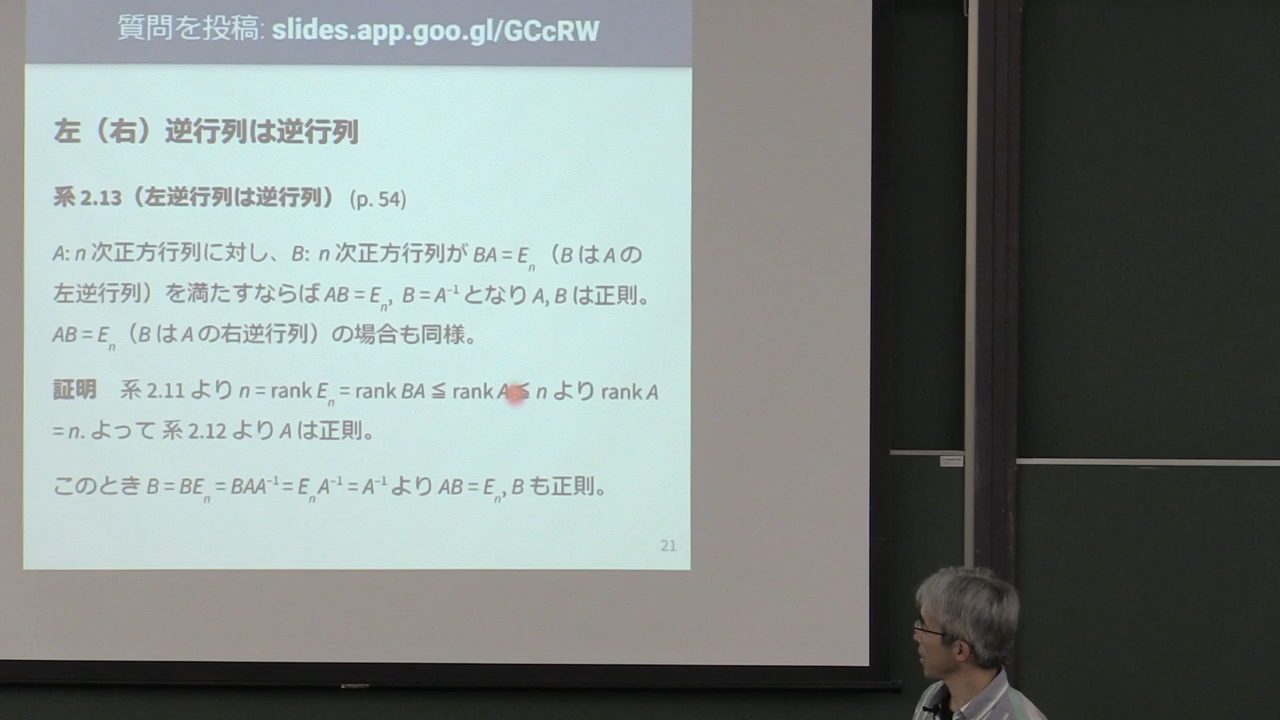 質問を投稿: slides.app.goo.gl/GCcRW
左（右）逆行列は逆行列
系 2.13（左逆行列は逆行列） (p. 54)
A: n 次正方行列に対し、B: n 次正方行列が BA = Eₙ （B は A の
左逆行列）を満たすならば AB = Eₙ, B = A⁻¹ となり A, B は正則。
AB = Eₙ （B は A の右逆行列）の場合も同様。
証明 系 2.11 より n = rank Eₙ = rank BA ≦ rank A ≦ n より rank A
= n. よって 系 2.12 より A は正則。
このとき B = BEₙ = BAA⁻¹ = EₙA⁻¹ = A⁻¹ より AB = Eₙ, B も正則。
21